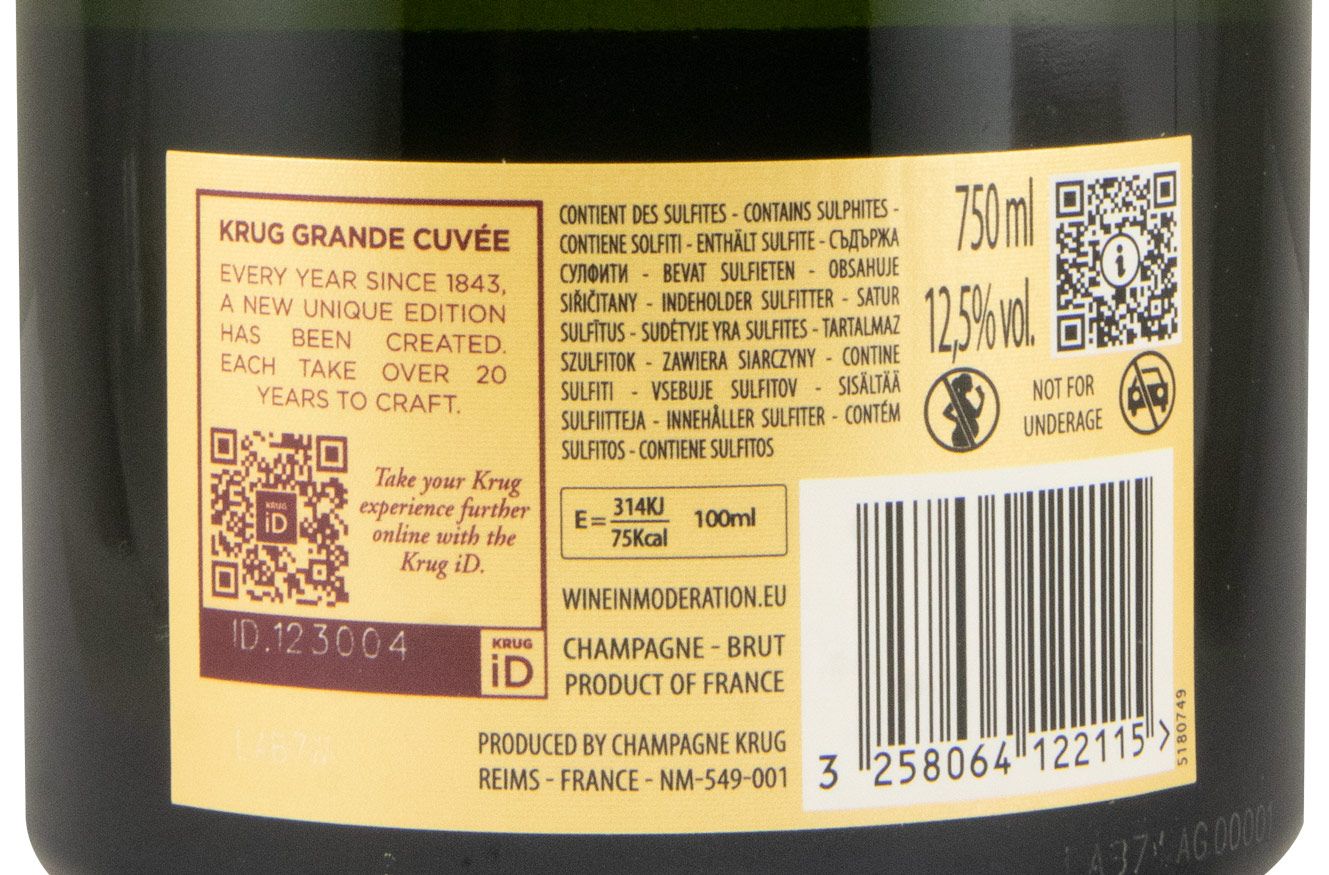 KRUG GRANDE CUVÉE
EVERY YEAR SINCE 1843,
A NEW UNIQUE EDITION
HAS BEEN CREATED.
EACH TAKE OVER 20
YEARS TO CRAFT.
KRUG
iD
Take your Krug
experience further
online with the
Krug iD.
ID.123004
KRUG
iD
CONTIENT DES SULFITES - CONTAINS SULPHITES -
CONTIENE SOLFITI - ENTHÄLT SULFITE - СЪДЪРЖА
СУЛФИТИ - BEVAT SULFIETEN - OBSAHUJE
SIŘIČITANY - INDEHOLDER SULFITTER - SATUR
SULFĪTUS - SUDĖTYJE YRA SULFITES - TARTALMAZ
SZULFITOK - ZAWIERA SIARCZYNY - CONTINE
SULFITI - VSEBUJE SULFITOV - SISÄLTÄÄ
SULFIITTEJA - INNEHÅLLER SULFITER - CONTÉM
SULFITOS - CONTIENE SULFITOS
E= 314KJ
75Kcal
100ml
WINEINMODERATION.EU
CHAMPAGNE - BRUT
PRODUCT OF FRANCE
PRODUCED BY CHAMPAGNE KRUG
REIMS - FRANCE - NM-549-001
750 ml
12,5% vol.
i
NOT FOR
UNDERAGE
3 258064 122115 >
5180749